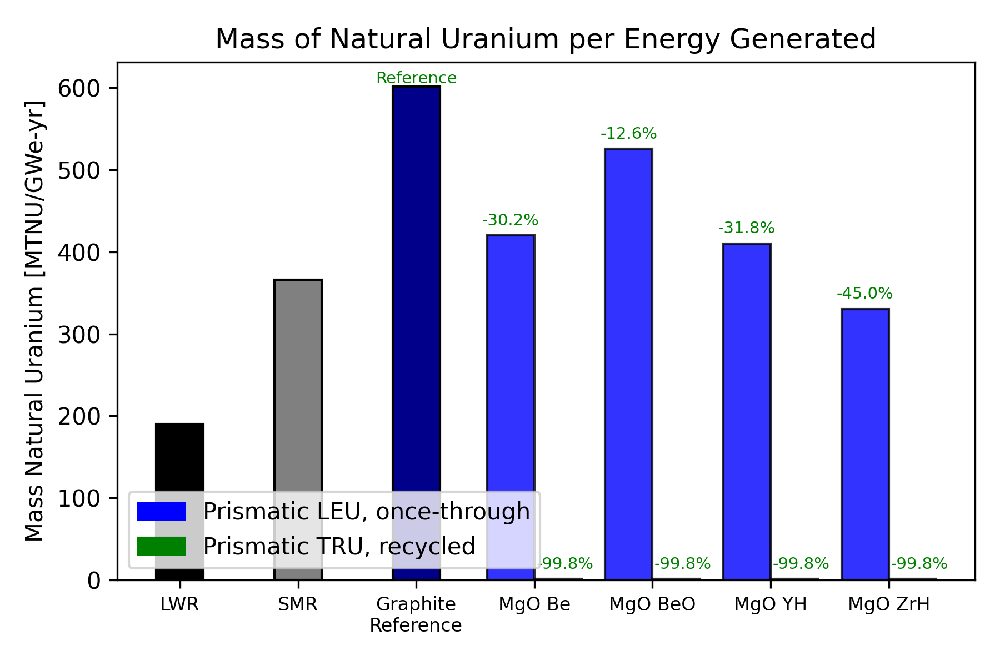 Mass of Natural Uranium per Energy Generated
Mass Natural Uranium [MTNU/GWe-yr]
600
500
400
300
200
100
0
Reference
-30.2%
-12.6%
-31.8%
-45.0%
-99.8%
-99.8%
-99.8%
-99.8%
Prismatic LEU, once-through
Prismatic TRU, recycled
LWR
SMR
Graphite
Reference
MgO Be
MgO BeO
MgO YH
MgO ZrH